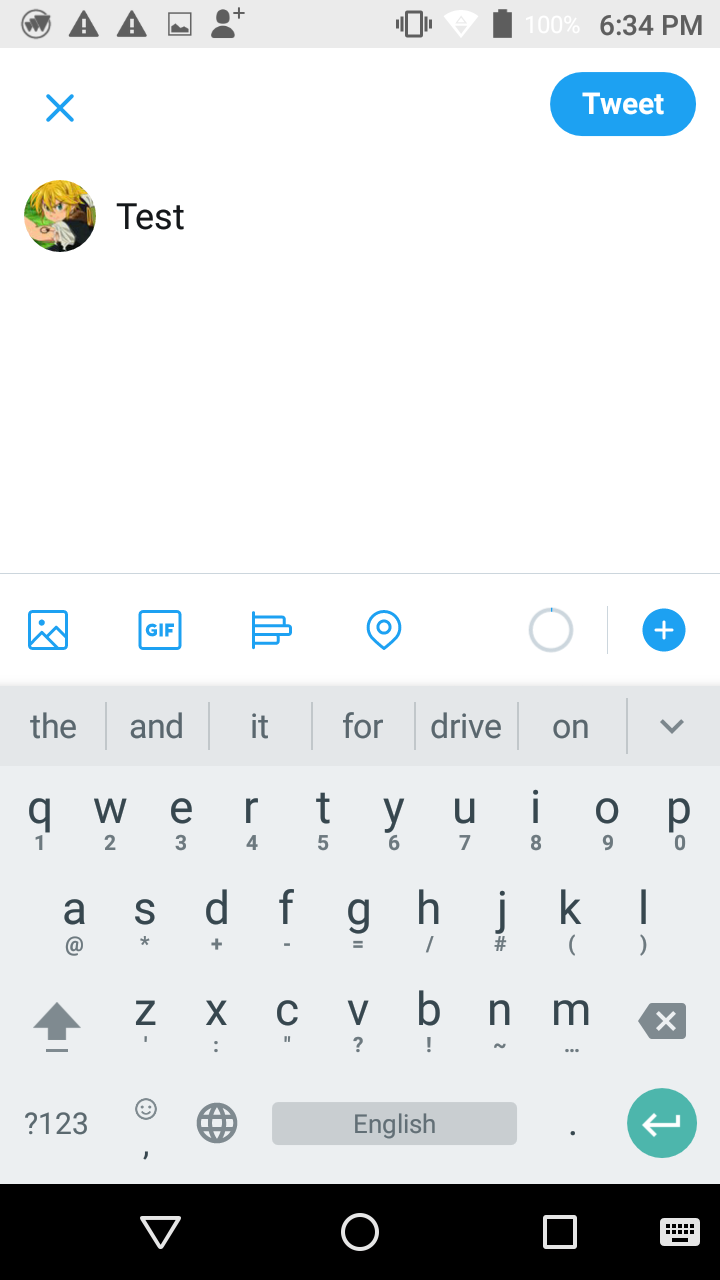 100% 6:34 PM
Tweet
Test
GIF
the and it for drive on
q w e r t y u i o p
1 2 3 4 5 6 7 8 9 0
a s d f g h j k l
@ * + - = / # ( )
z x c v b n m
' : " ? ! ~ …
?123 , English .